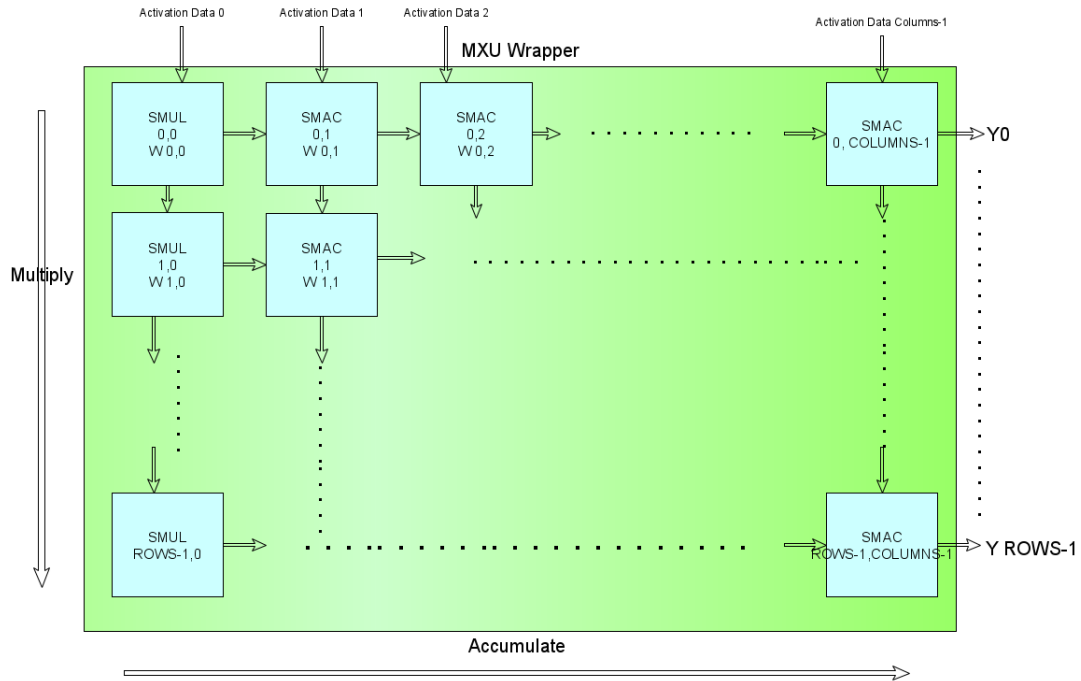 Activation Data 0
Activation Data 1
Activation Data 2
Activation Data Columns-1
MXU Wrapper
SMUL
0,0
W 0,0
SMAC
0,1
W 0,1
SMAC
0,2
W 0,2
SMAC
0, COLUMNS-1
Y0
SMUL
1,0
W 1,0
SMAC
1,1
W 1,1
Multiply
SMUL
ROWS-1,0
SMAC
ROWS-1,COLUMNS-1
Y ROWS-1
Accumulate